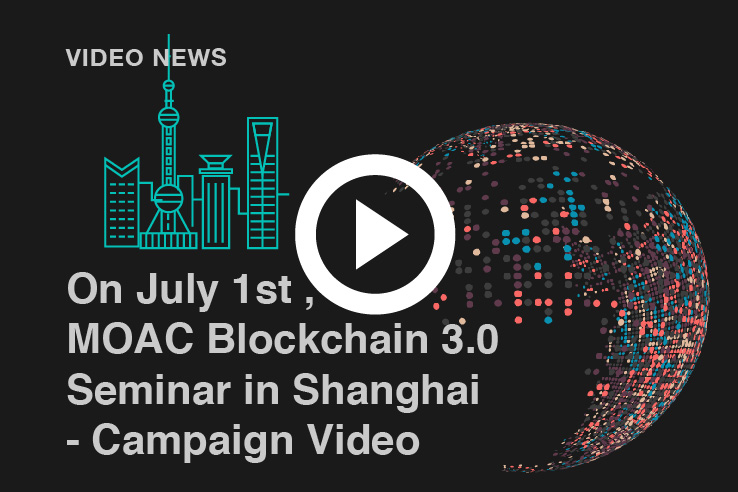 VIDEO NEWS
On July 1st ,
MOAC Blockchain 3.0
Seminar in Shanghai
- Campaign Video